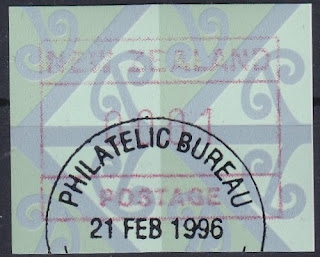 NEW ZEALAND
0001
PHILATELIC BUREAU
POSTAGE
21 FEB 1996